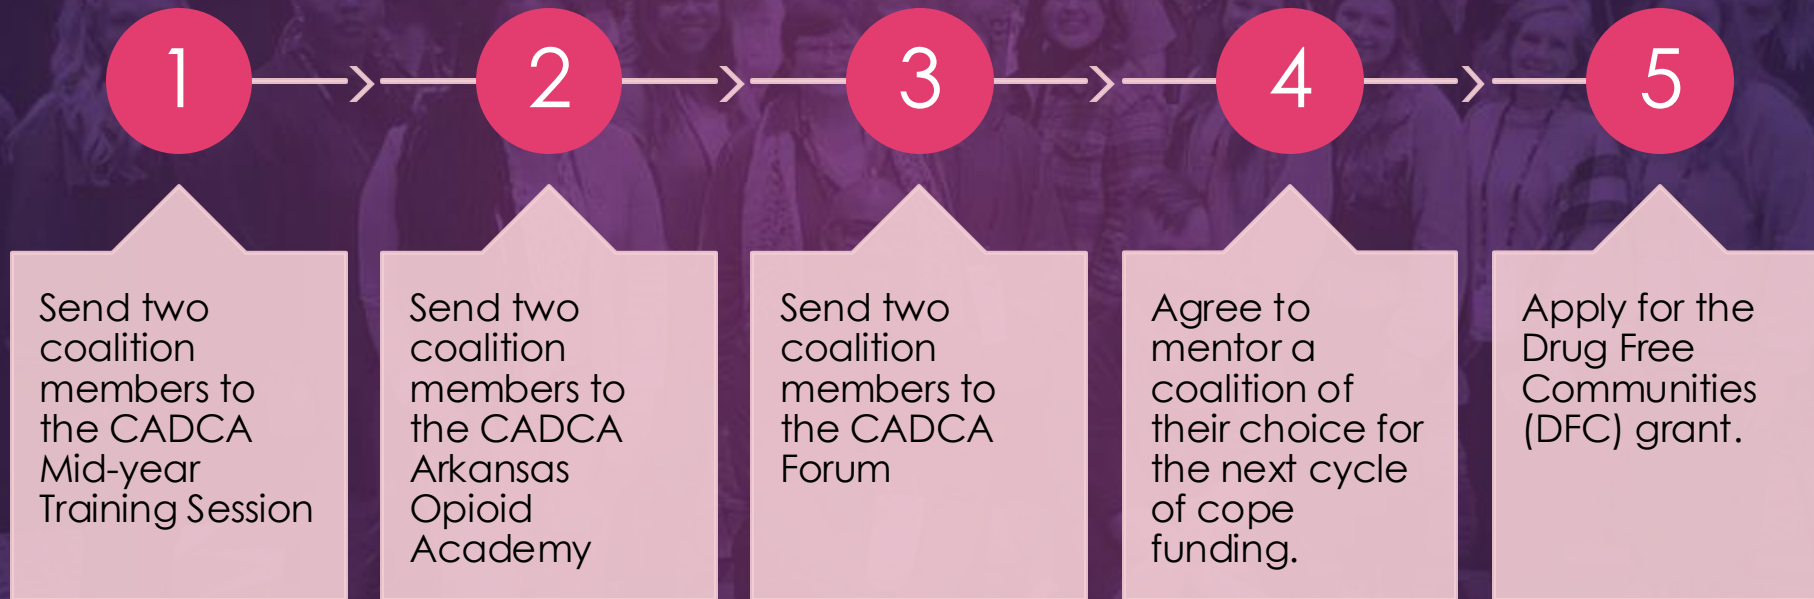 1
2
3
4
5
Send two
coalition
members to
the CADCA
Mid-year
Training Session
Send two
coalition
members to
the CADCA
Arkansas
Opioid
Academy
Send two
coalition
members to
the CADCA
Forum
Agree to
mentor a
coalition of
their choice for
the next cycle
of cope
funding.
Apply for the
Drug Free
Communities
(DFC) grant.